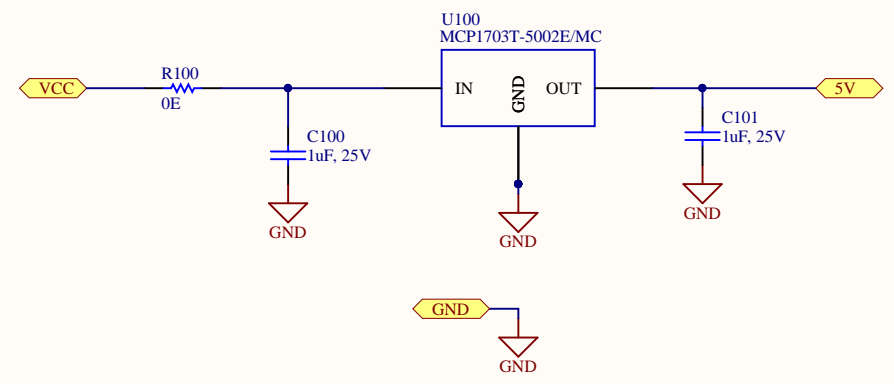 U100
MCP1703T-5002E/MC
VCC
R100
0E
IN
GND
OUT
5V
C100
1uF, 25V
C101
1uF, 25V
GND
GND
GND
GND
GND